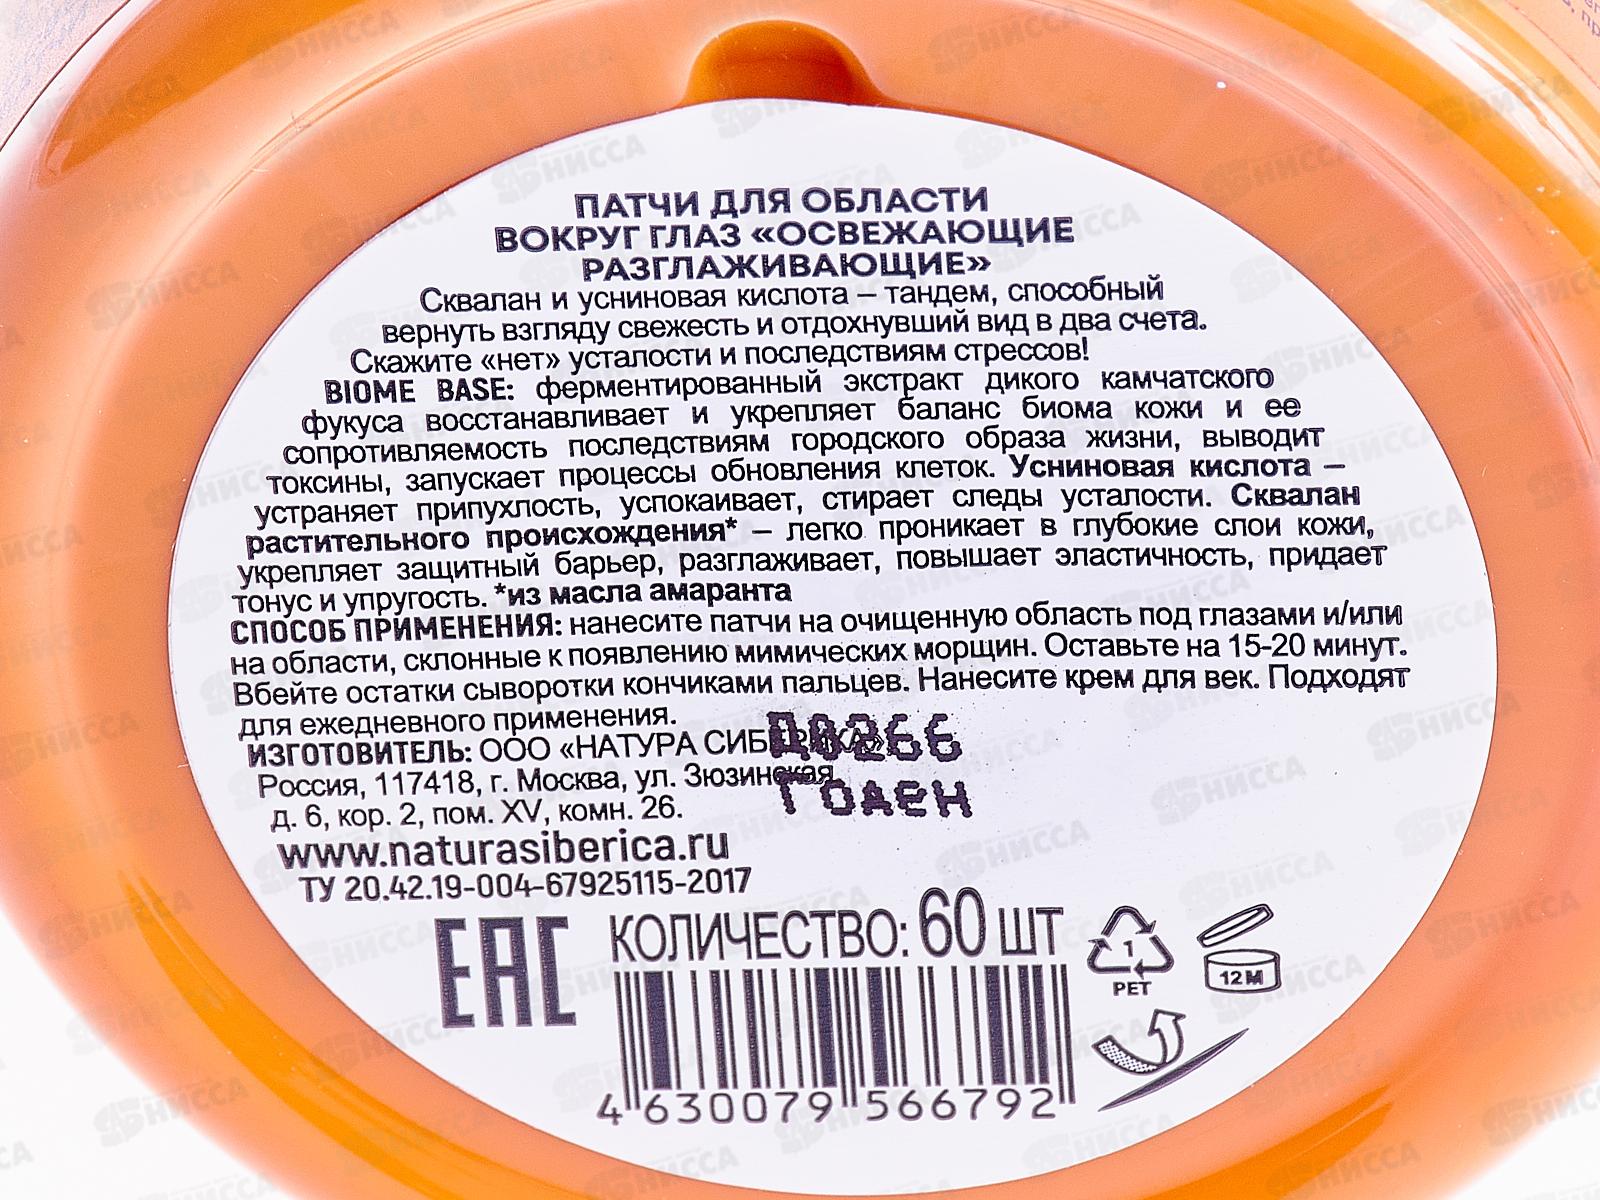 ПАТЧИ ДЛЯ ОБЛАСТИ
ВОКРУГ ГЛАЗ «ОСВЕЖАЮЩИЕ
РАЗГЛАЖИВАЮЩИЕ»
Сквалан и усниновая кислота – тандем, способный
вернуть взгляду свежесть и отдохнувший вид в два счета.
Скажите «нет» усталости и последствиям стрессов!
BIOME BASE: ферментированный экстракт дикого камчатского
фукуса восстанавливает и укрепляет баланс биома кожи и ее
сопротивляемость последствиям городского образа жизни, выводит
токсины, запускает процессы обновления клеток. Усниновая кислота –
устраняет припухлость, успокаивает, стирает следы усталости. Сквалан
растительного происхождения* – легко проникает в глубокие слои кожи,
укрепляет защитный барьер, разглаживает, повышает эластичность, придает
тонус и упругость. *из масла амаранта
СПОСОБ ПРИМЕНЕНИЯ: нанесите патчи на очищенную область под глазами и/или
на области, склонные к появлению мимических морщин. Оставьте на 15-20 минут.
Вбейте остатки сыворотки кончиками пальцев. Нанесите крем для век. Подходят
для ежедневного применения.
ИЗГОТОВИТЕЛЬ: ООО «НАТУРА СИБЕРИКА»
Д0266
Россия, 117418, г. Москва, ул. Зюзинская
Годен
д. 6, кор. 2, пом. XV, комн. 26.
www.naturasiberica.ru
ТУ 20.42.19-004-67925115-2017
ЕАС
КОЛИЧЕСТВО: 60 ШТ
1
PET
12M
4 630079 566792
НИССА